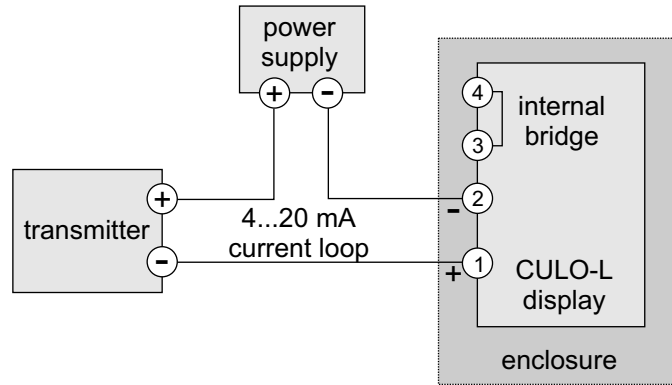 power
supply
+ -
4
internal
bridge
3
+
2
transmitter
4...20 mA
-
current loop
-
+
1
CULO-L
display
enclosure